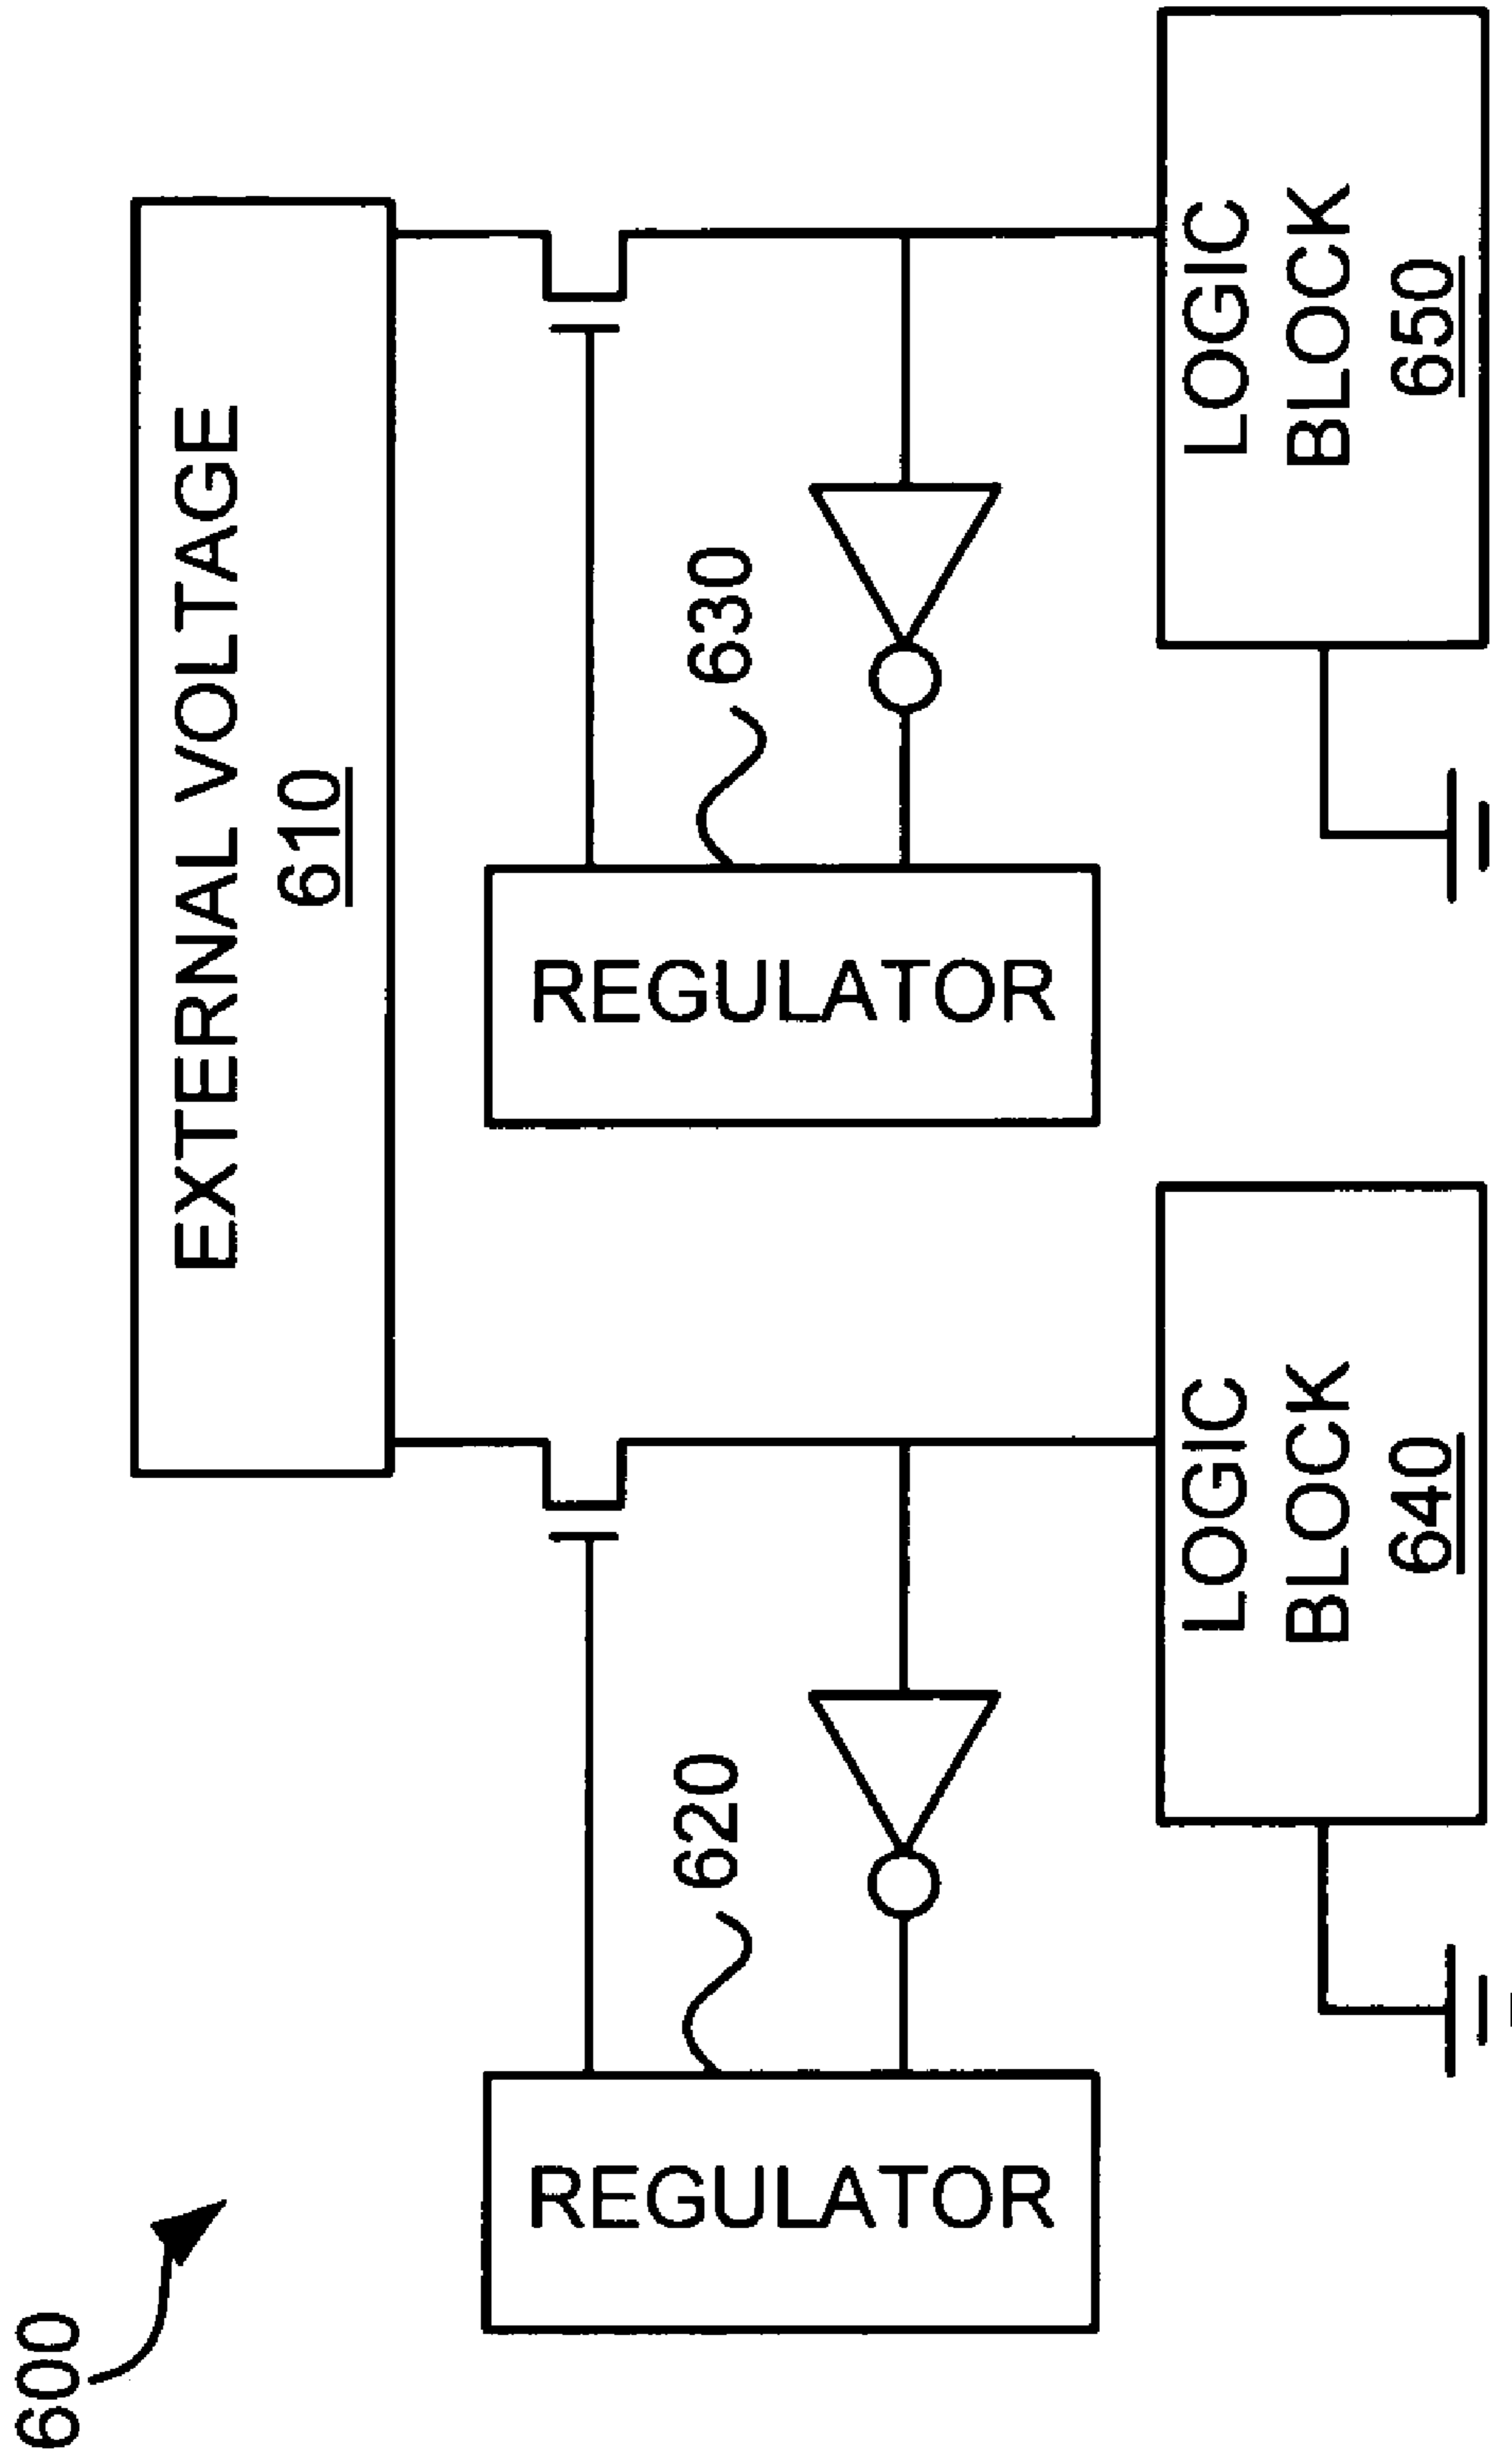 600
EXTERNAL VOLTAGE
610
REGULATOR
620
REGULATOR
630
LOGIC
BLOCK
640
LOGIC
BLOCK
650